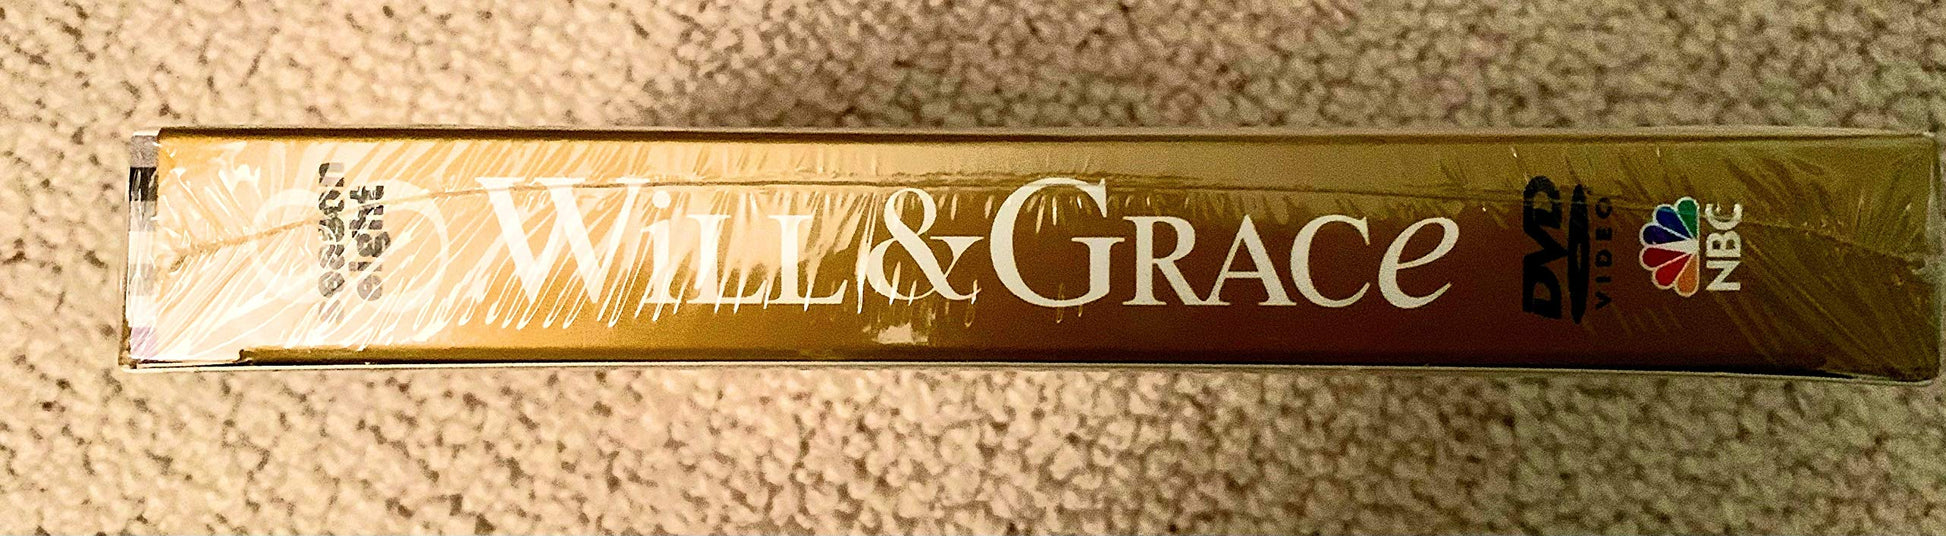 season
eight
WiLL & GRACe
DVD
VIDEO
NBC